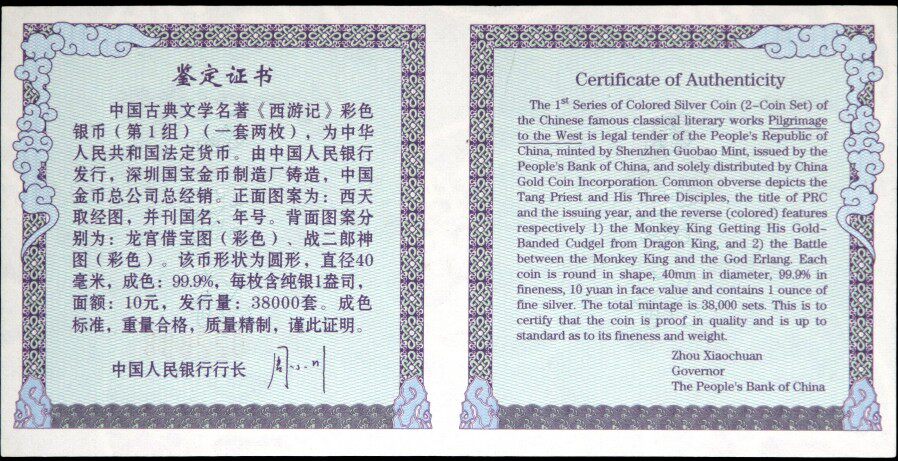 鉴定证书
中国古典文学名著《西游记》彩色
银币（第1组）（一套两枚），为中华
人民共和国法定货币。由中国人民银行
发行，深圳国宝金币制造厂铸造，中国
金币总公司总经销。正面图案为：西天
取经图，并刊国名、年号。背面图案分
别为：龙宫借宝图（彩色）、战二郎神
图（彩色）。该币形状为圆形，直径40
毫米，成色：99.9%，每枚含纯银1盎司，
面额：10元，发行量：38000套。成色
标准，重量合格，质量精制，谨此证明。
中国人民银行行长 周小川
Certificate of Authenticity
The 1st Series of Colored Silver Coin (2-Coin Set) of
the Chinese famous classical literary works Pilgrimage
to the West is legal tender of the People's Republic of
China, minted by Shenzhen Guobao Mint, issued by the
People's Bank of China, and solely distributed by China
Gold Coin Incorporation. Common obverse depicts the
Tang Priest and His Three Disciples, the title of PRC
and the issuing year, and the reverse (colored) features
respectively 1) the Monkey King Getting His Gold-
Banded Cudgel from Dragon King, and 2) the Battle
between the Monkey King and the God Erlang. Each
coin is round in shape, 40mm in diameter, 99.9% in
fineness, 10 yuan in face value and contains 1 ounce of
fine silver. The total mintage is 38,000 sets. This is to
certify that the coin is proof in quality and is up to
standard as to its fineness and weight.
Zhou Xiaochuan
Governor
The People's Bank of China